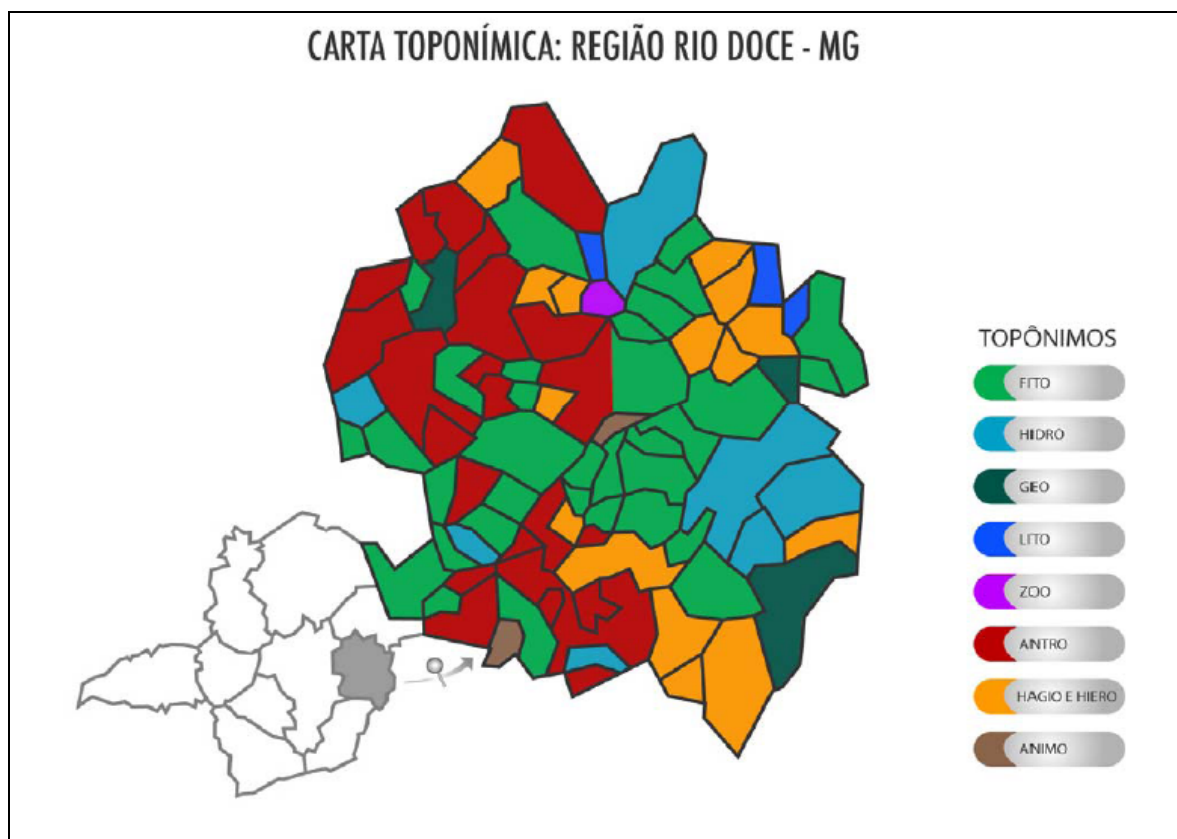 CARTA TOPONÍMICA: REGIÃO RIO DOCE - MG
TOPÔNIMOS
FITO
HIDRO
GEO
LITO
ZOO
ANTRO
HAGIO E HIERO
ANIMO